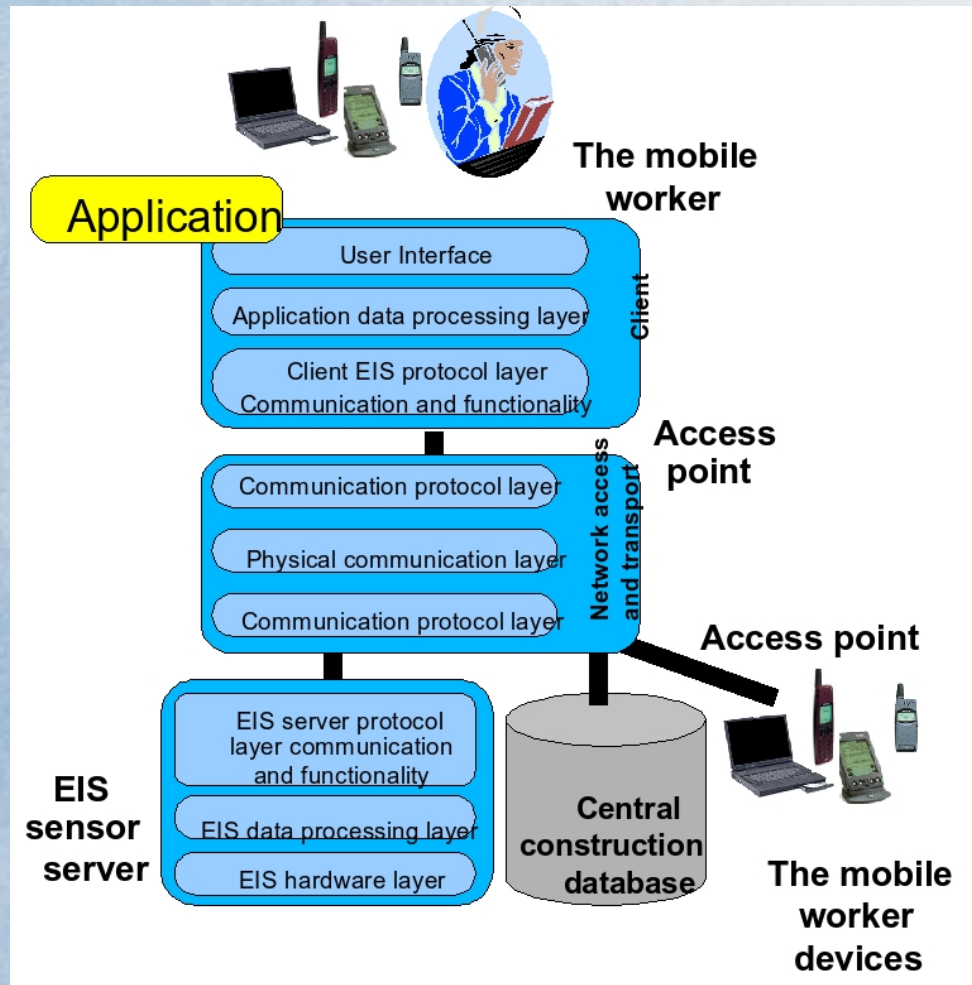 The mobile
worker
Application
User Interface
Application data processing layer
Client EIS protocol layer
Communication and functionality
Client
Access
point
Communication protocol layer
Physical communication layer
Communication protocol layer
Network access
and transport
Access point
EIS server protocol
layer communication
and functionality
EIS data processing layer
EIS hardware layer
EIS
sensor
server
Central
construction
database
The mobile
worker
devices